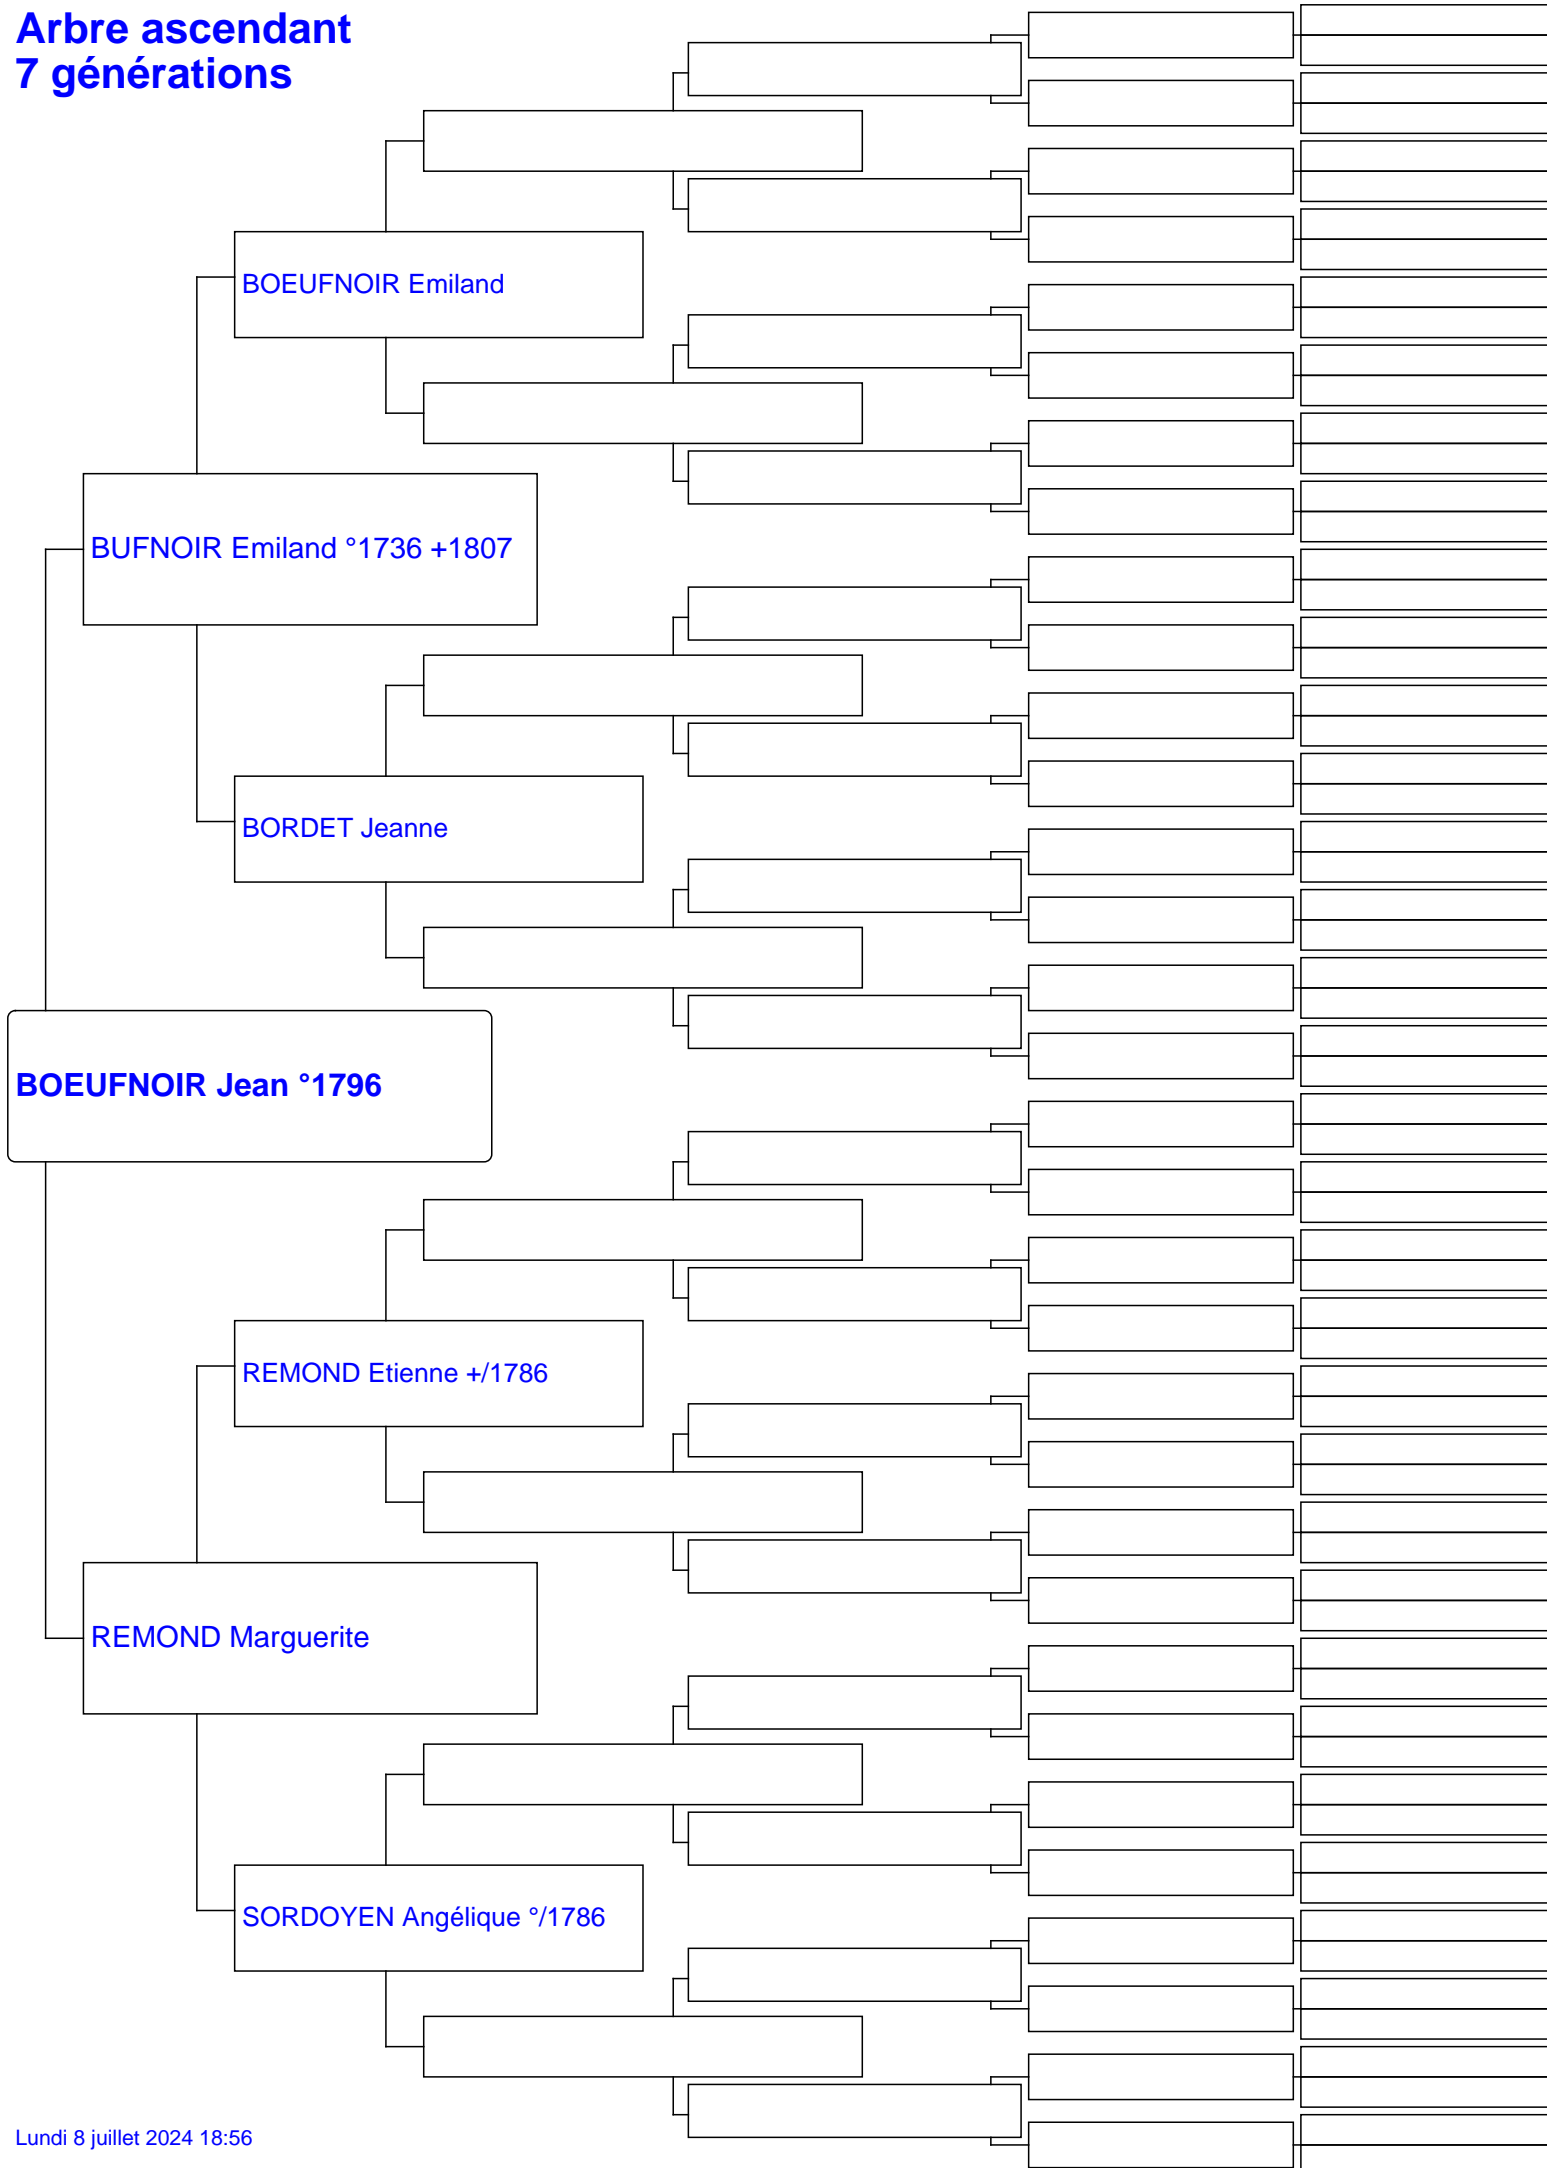 Arbre ascendant
7 générations
BOEUFNOIR Emiland
BUFNOIR Emiland °1736 +1807
BORDET Jeanne
BOEUFNOIR Jean °1796
REMOND Etienne +/1786
REMOND Marguerite
SORDOYEN Angélique °/1786
Lundi 8 juillet 2024 18:56